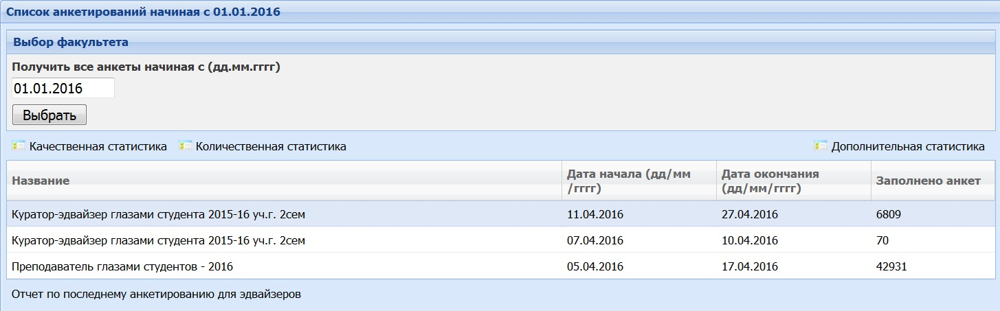 Список анкетирований начиная с 01.01.2016
Выбор факультета
Получить все анкеты начиная с (дд.мм.гггг)
01.01.2016
Выбрать
Качественная статистика Количественная статистика Дополнительная статистика
Название Дата начала (дд/мм Дата окончания Заполнено анкет
/гггг) (дд/мм/гггг)
Куратор-эдвайзер глазами студента 2015-16 уч.г. 2сем 11.04.2016 27.04.2016 6809
Куратор-эдвайзер глазами студента 2015-16 уч.г. 2сем 07.04.2016 10.04.2016 70
Преподаватель глазами студентов - 2016 05.04.2016 17.04.2016 42931
Отчет по последнему анкетированию для эдвайзеров